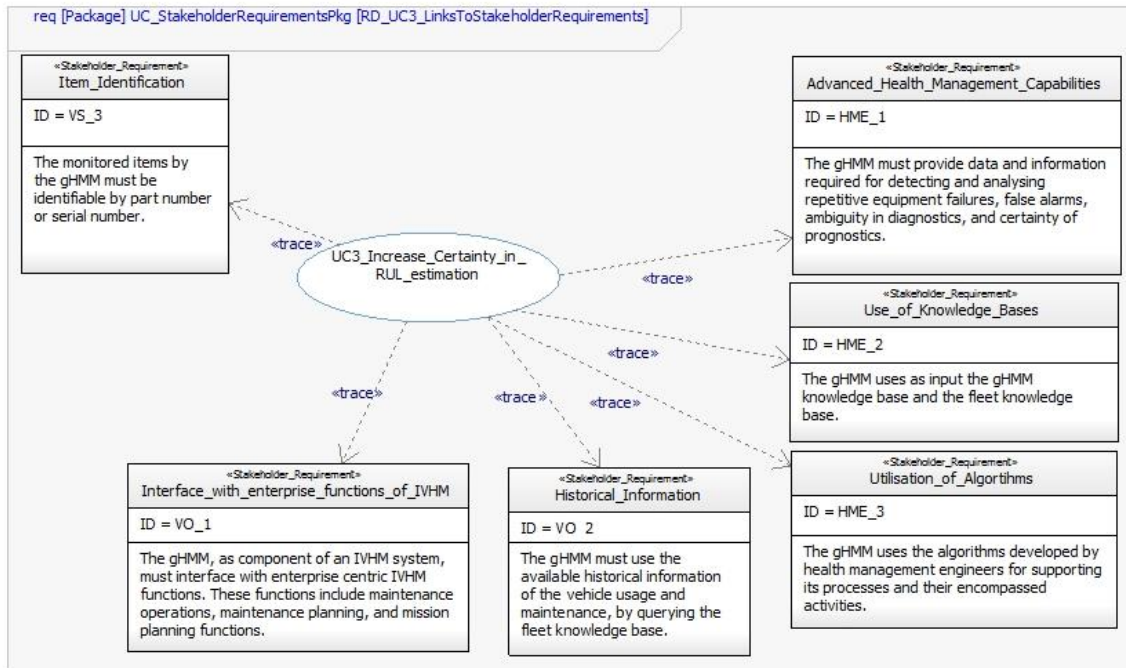 req [Package] UC_StakeholderRequirementsPkg [RD_UC3_LinksToStakeholderRequirements]
«Stakeholder_Requirement»
Item_Identification
ID = VS_3
The monitored items by
the gHMM must be
identifiable by part number
or serial number.
«Stakeholder_Requirement»
Advanced_Health_Management_Capabilities
ID = HME_1
The gHMM must provide data and information
required for detecting and analysing
repetitive equipment failures, false alarms,
ambiguity in diagnostics, and certainty of
prognostics.
«trace»
UC3_Increase_Certainty_in_
RUL_estimation
«trace»
«Stakeholder_Requirement»
Use_of_Knowledge_Bases
ID = HME_2
The gHMM uses as input the gHMM
knowledge base and the fleet knowledge
base.
«trace»
«trace»
«trace»
«trace»
«Stakeholder_Requirement»
Interface_with_enterprise_functions_of_IVHM
ID = VO_1
The gHMM, as component of an IVHM system,
must interface with enterprise centric IVHM
functions. These functions include maintenance
operations, maintenance planning, and mission
planning functions.
«Stakeholder_Requirement»
Historical_Information
ID = VO 2
The gHMM must use the
available historical information
of the vehicle usage and
maintenance, by querying the
fleet knowledge base.
«Stakeholder_Requirement»
Utilisation_of_Algortihms
ID = HME_3
The gHMM uses the algorithms developed by
health management engineers for supporting
its processes and their encompassed
activities.